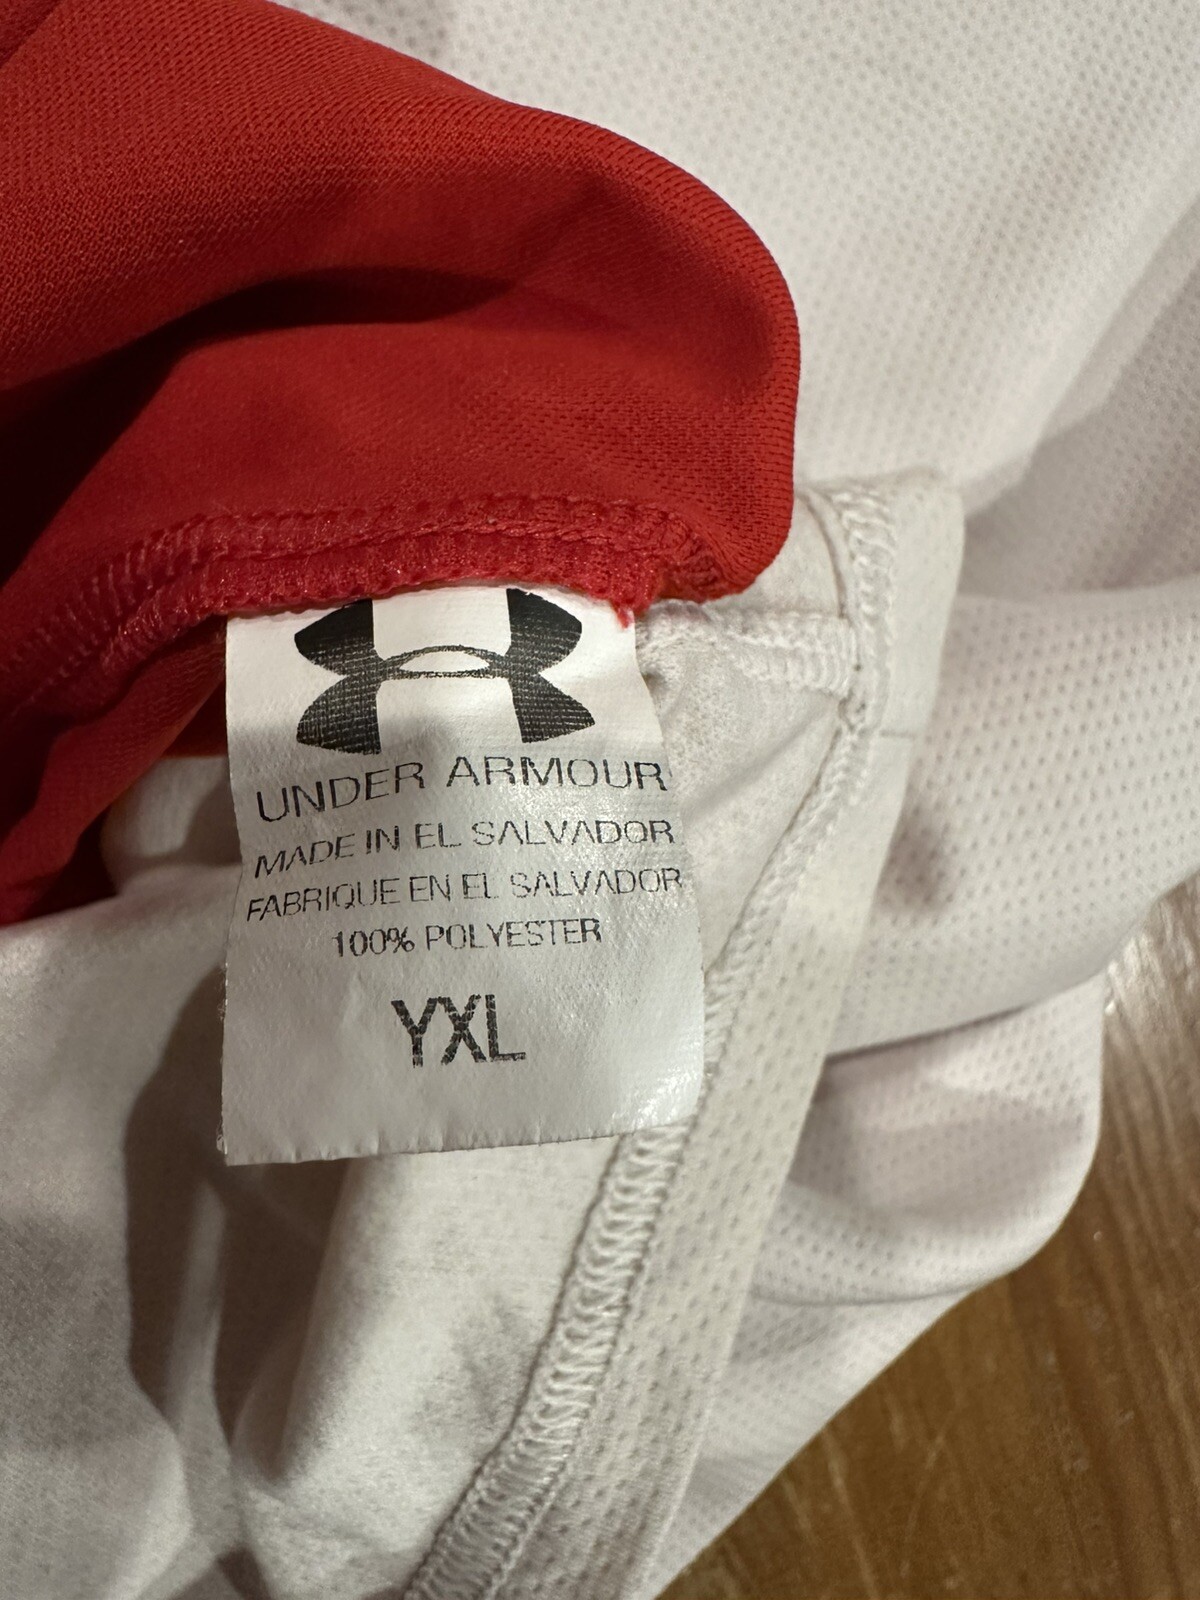 UNDER ARMOUR
MADE IN EL SALVADOR
FABRIQUE EN EL SALVADOR
100% POLYESTER
YXL